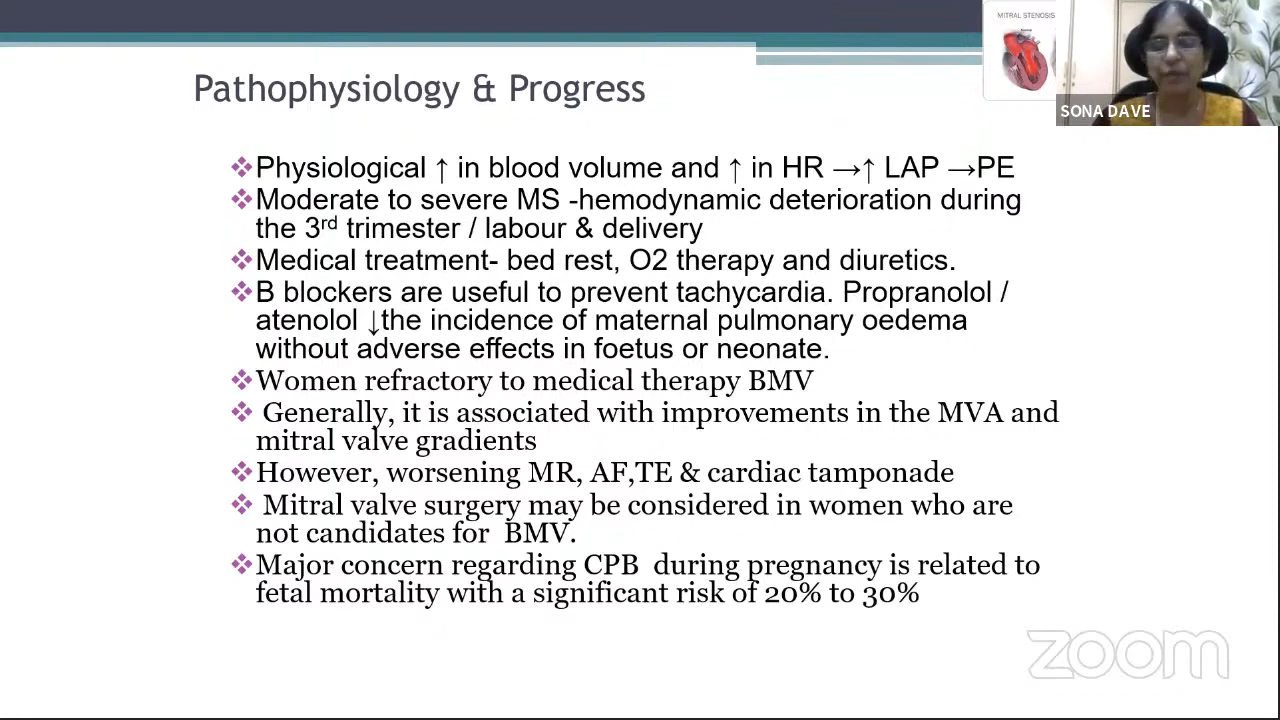 MITRAL STENOSIS
SONA DAVE
Pathophysiology & Progress
❖Physiological ↑ in blood volume and ↑ in HR →↑ LAP →PE
❖Moderate to severe MS -hemodynamic deterioration during
the 3rd trimester / labour & delivery
❖Medical treatment- bed rest, O2 therapy and diuretics.
❖B blockers are useful to prevent tachycardia. Propranolol /
atenolol ↓the incidence of maternal pulmonary oedema
without adverse effects in foetus or neonate.
❖Women refractory to medical therapy BMV
❖ Generally, it is associated with improvements in the MVA and
mitral valve gradients
❖However, worsening MR, AF,TE & cardiac tamponade
❖ Mitral valve surgery may be considered in women who are
not candidates for BMV.
❖Major concern regarding CPB during pregnancy is related to
fetal mortality with a significant risk of 20% to 30%
zoom